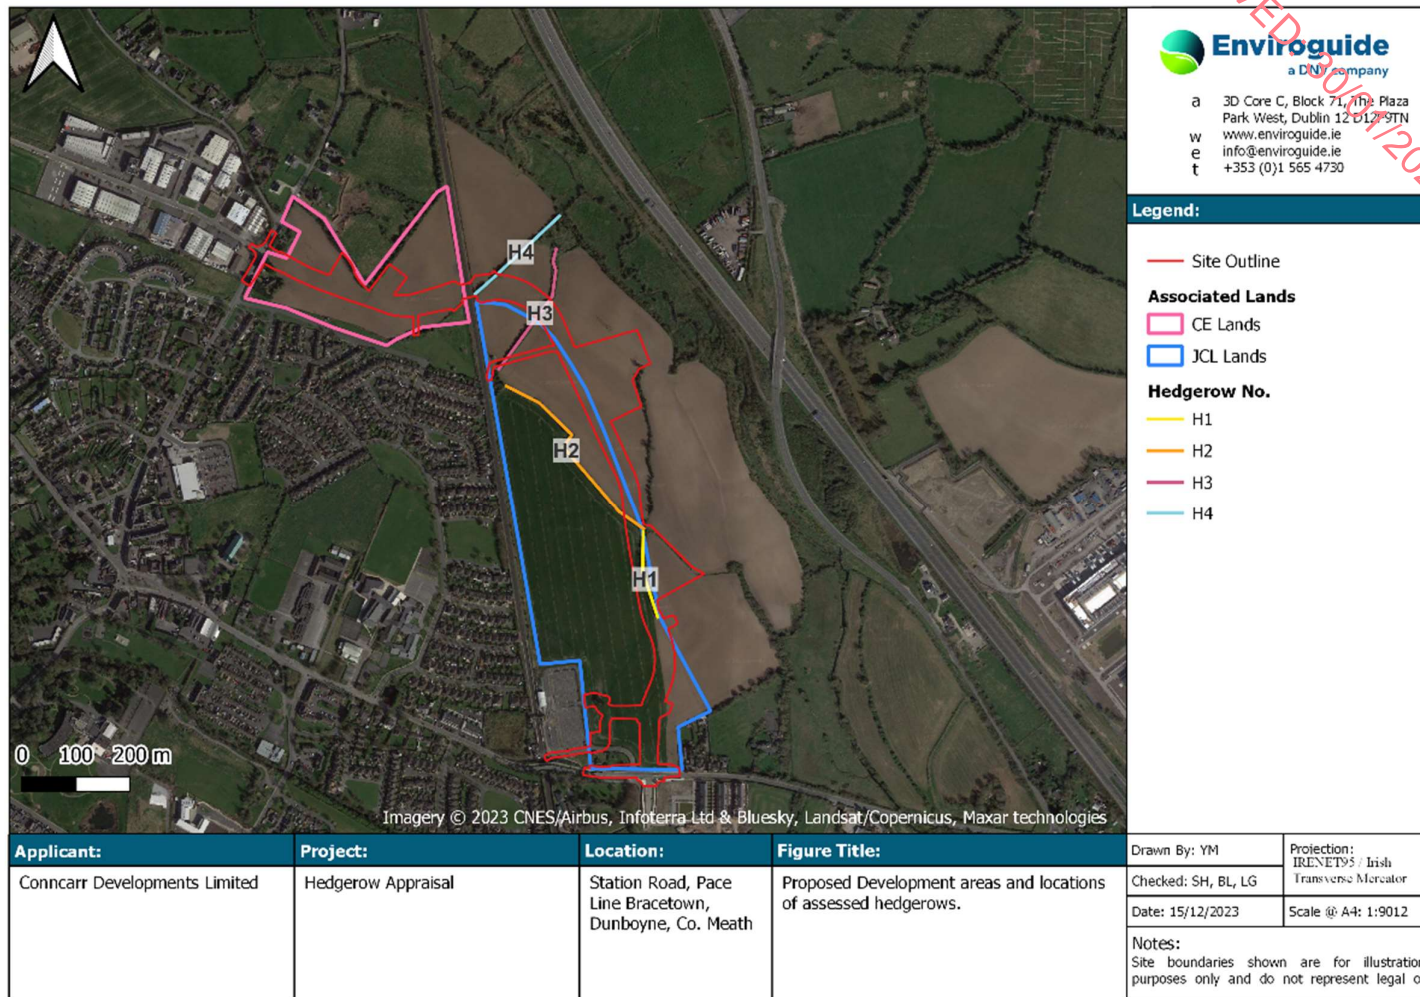 H4
H3
H2
H1
0 100 200 m
Imagery © 2023 CNES/Airbus, Infoterra Ltd & Bluesky, Landsat/Copernicus, Maxar technologies
Enviroguide
a DNV company
a 3D Core C, Block 71, The Plaza
Park West, Dublin 12
w www.enviroguide.ie
e info@enviroguide.ie
t +353 (0)1 565 4730
Legend:
Site Outline
Associated Lands
CE Lands
JCL Lands
Hedgerow No.
H1
H2
H3
H4
Applicant:
Conncarr Developments Limited
Project:
Hedgerow Appraisal
Location:
Station Road, Pace
Line Bracetown,
Dunboyne, Co. Meath
Figure Title:
Proposed Development areas and locations
of assessed hedgerows.
Drawn By: YM
Checked: SH, BL, LG
Date: 15/12/2023
Projection:
IRENET95 / Irish
Transverse Mercator
Scale @ A4: 1:9012
Notes:
Site boundaries shown are for illustration
purposes only and do not represent legal